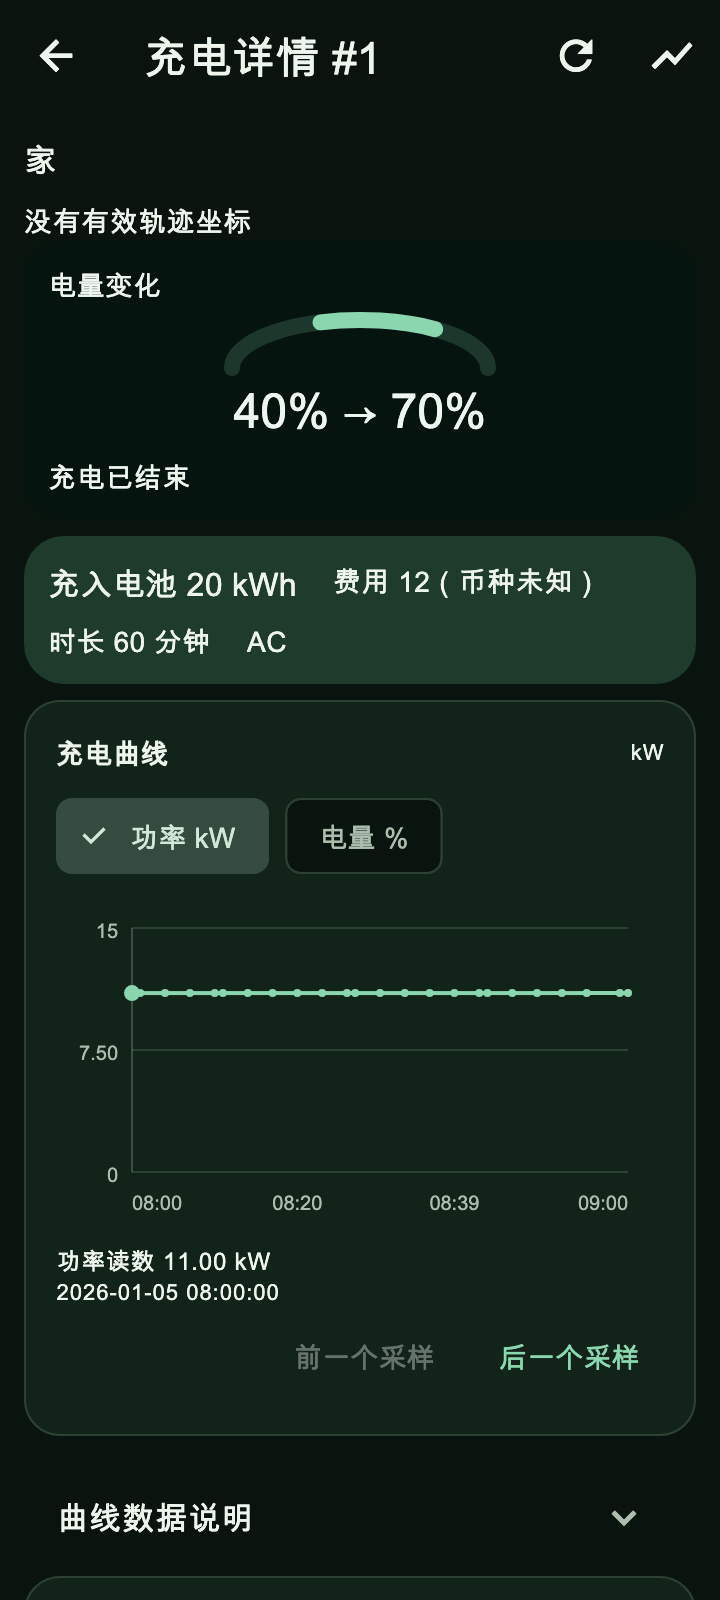 充电详情 #1
家
没有有效轨迹坐标
电量变化
40% → 70%
充电已结束
充入电池 20 kWh 费用 12 ( 币种未知 )
时长 60 分钟 AC
充电曲线 kW
功率 kW 电量 %
15
7.50
0
08:00 08:20 08:39 09:00
功率读数 11.00 kW
2026-01-05 08:00:00
前一个采样 后一个采样
曲线数据说明